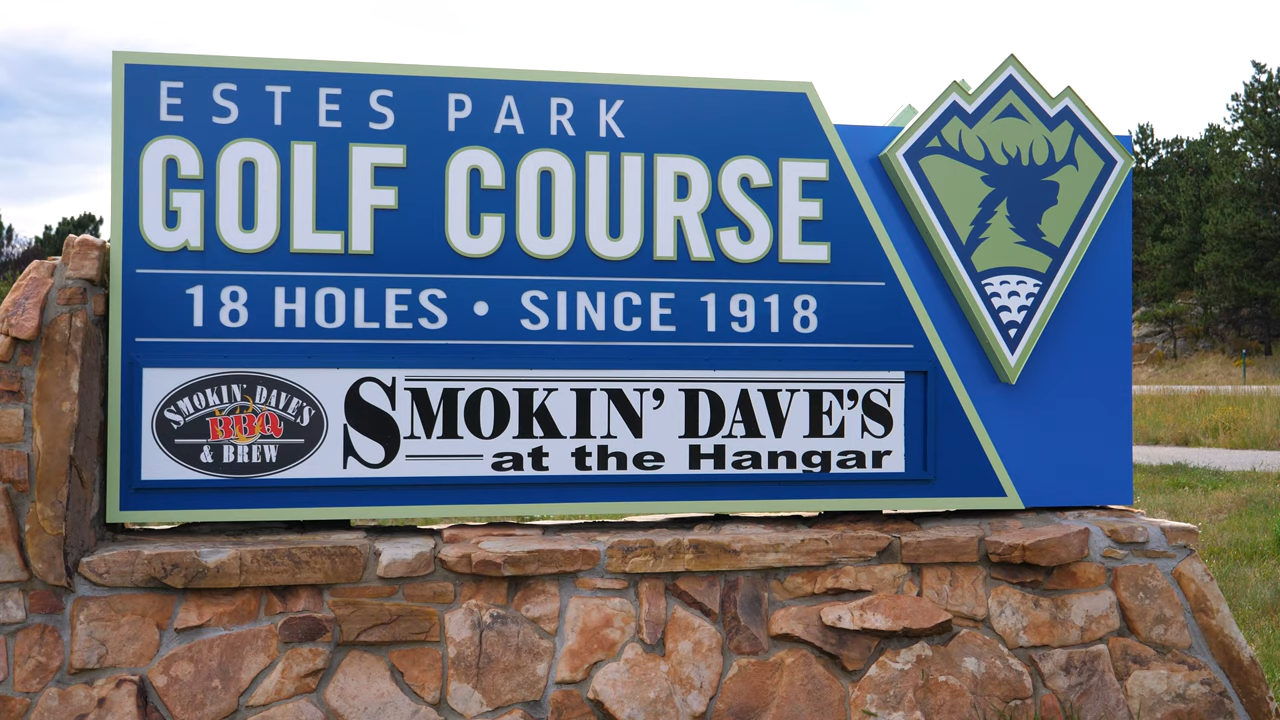 ESTES PARK
GOLF COURSE
18 HOLES • SINCE 1918
SMOKIN' DAVE'S
BBQ
& BREW
SMOKIN' DAVE'S
at the Hangar